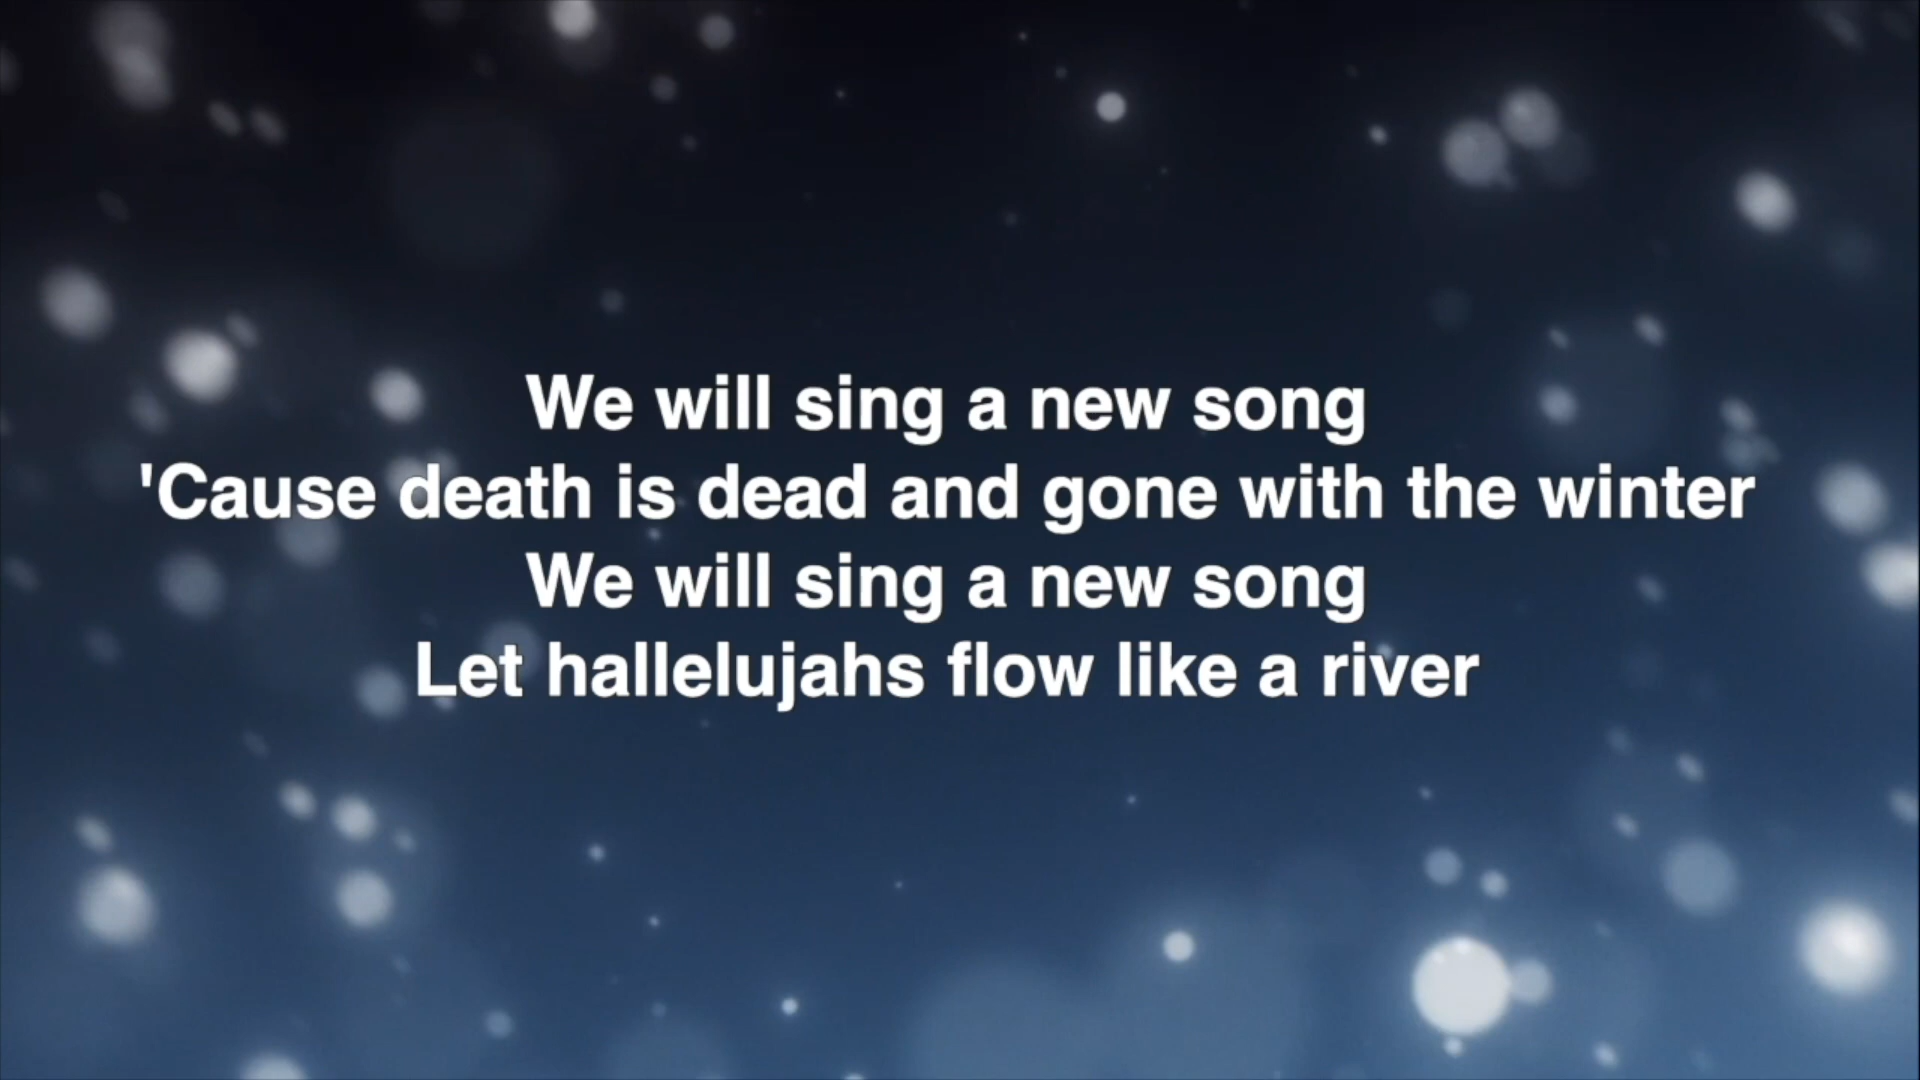 We will sing a new song
'Cause death is dead and gone with the winter
We will sing a new song
Let hallelujahs flow like a river